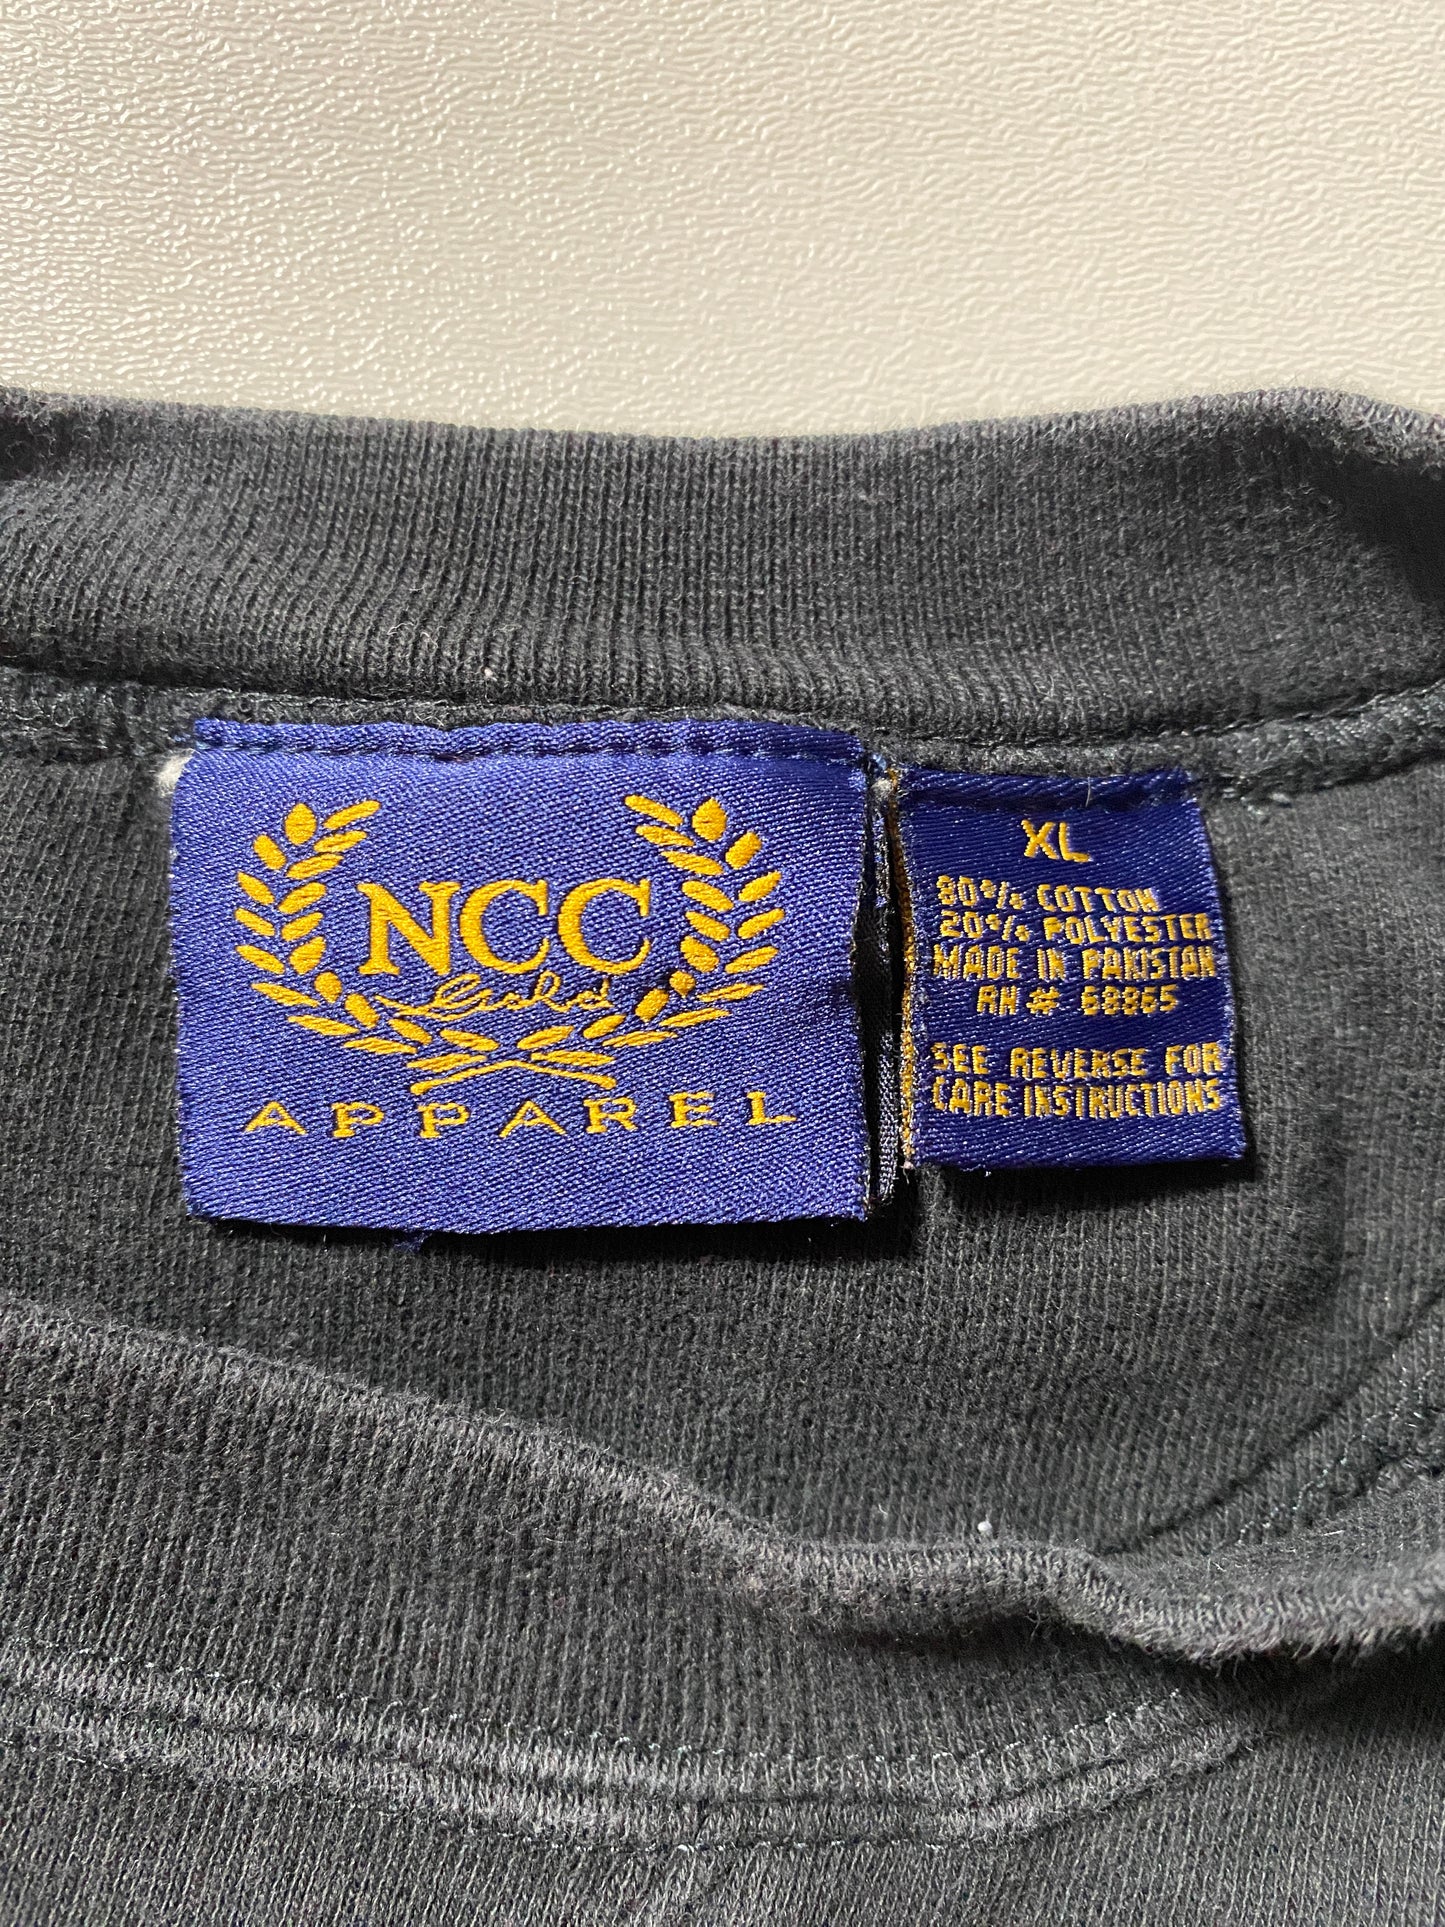 NCC
Gold
APPAREL
XL
80% COTTON
20% POLYESTER
MADE IN PAKISTAN
RN # 68865
SEE REVERSE FOR
CARE INSTRUCTIONS